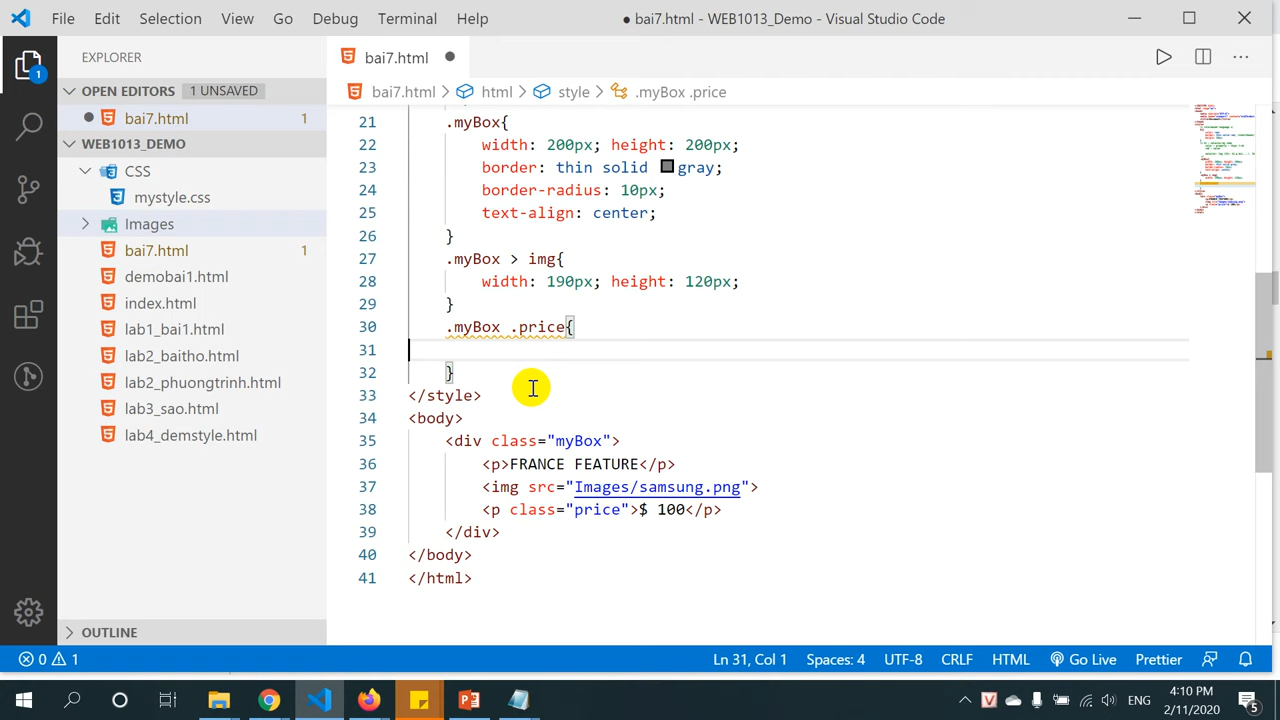 File Edit Selection View Go Debug Terminal Help
● bai7.html - WEB1013_Demo - Visual Studio Code
EXPLORER
OPEN EDITORS 1 UNSAVED
bai7.html 1
WEB1013_DEMO
CSS
mystyle.css
Images
bai7.html 1
demobai1.html
index.html
lab1_bai1.html
lab2_baitho.html
lab2_phuongtrinh.html
lab3_sao.html
lab4_demstyle.html
OUTLINE
1
bai7.html
bai7.html > html > style > .myBox .price
21 .myBox{
22 width: 200px; height: 200px;
23 border: thin solid gray;
24 border-radius: 10px;
25 text-align: center;
26 }
27 .myBox > img{
28 width: 190px; height: 120px;
29 }
30 .myBox .price{
31
32 }
33 </style>
34 <body>
35 <div class="myBox">
36 <p>FRANCE FEATURE</p>
37 <img src="Images/samsung.png">
38 <p class="price">$ 100</p>
39 </div>
40 </body>
41 </html>
0 1 Ln 31, Col 1 Spaces: 4 UTF-8 CRLF HTML Go Live Prettier
ENG 4:10 PM
2/11/2020
5